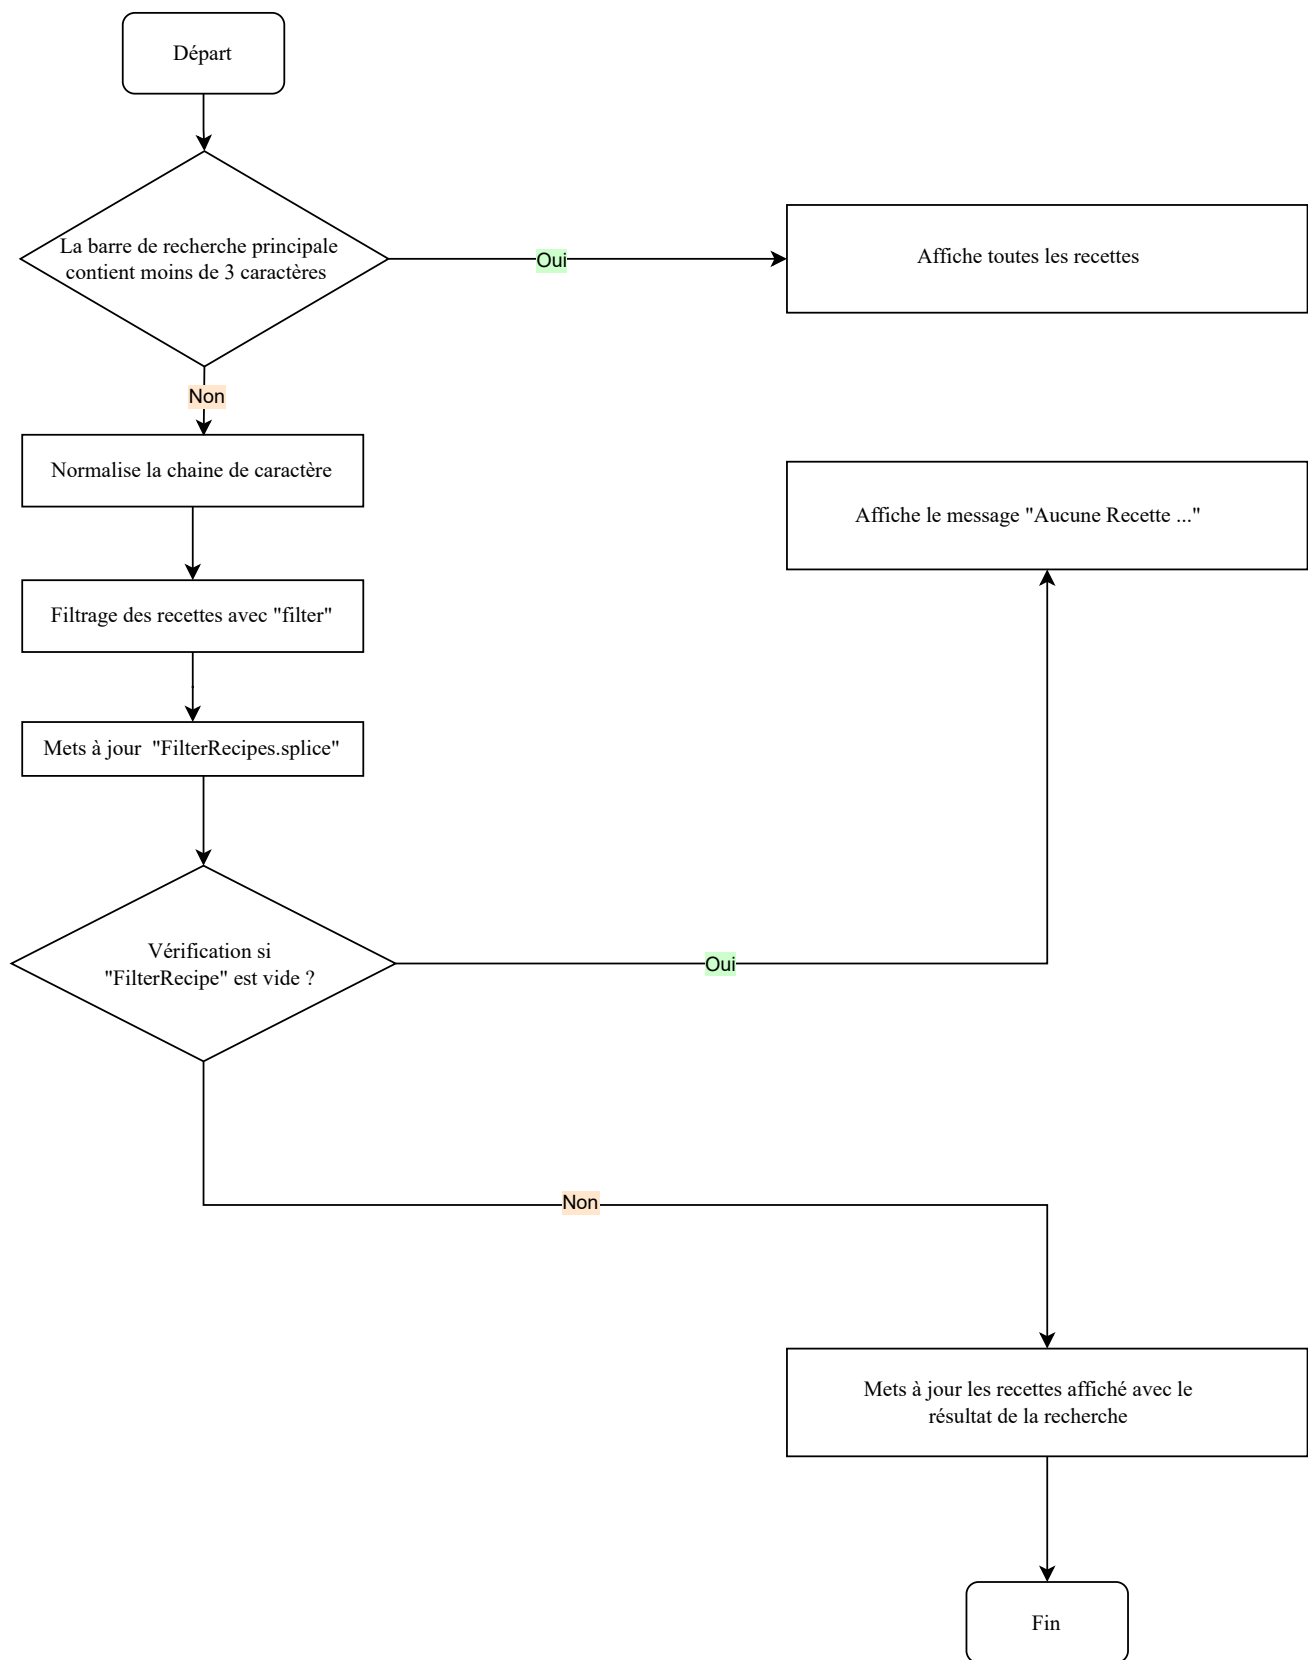 Départ
La barre de recherche principale
contient moins de 3 caractères
Oui
Affiche toutes les recettes
Non
Normalise la chaine de caractère
Affiche le message "Aucune Recette ..."
Filtrage des recettes avec "filter"
Mets à jour  "FilterRecipes.splice"
Vérification si
"FilterRecipe" est vide ?
Oui
Non
Mets à jour les recettes affiché avec le
résultat de la recherche
Fin